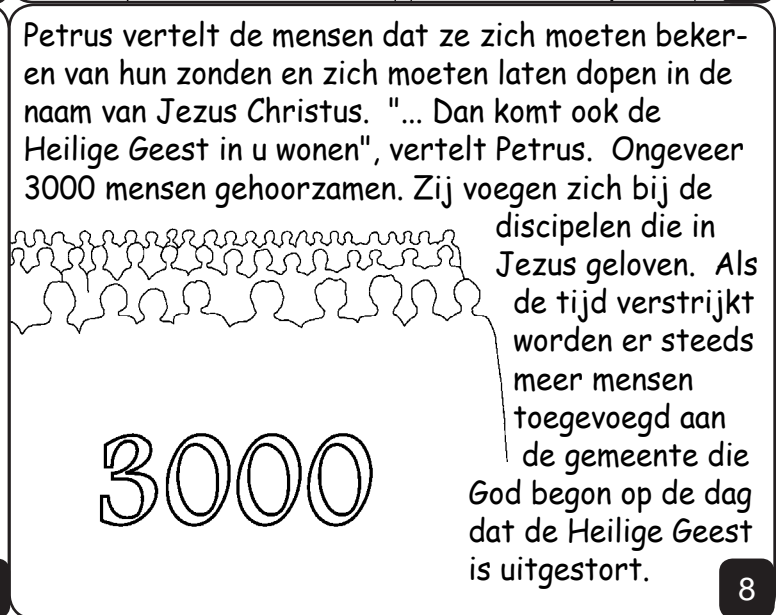 Petrus vertelt de mensen dat ze zich moeten beker-
en van hun zonden en zich moeten laten dopen in de
naam van Jezus Christus.  "... Dan komt ook de
Heilige Geest in u wonen", vertelt Petrus.  Ongeveer
3000 mensen gehoorzamen. Zij voegen zich bij de
discipelen die in
Jezus geloven.  Als
de tijd verstrijkt
worden er steeds
meer mensen
toegevoegd aan
de gemeente die
God begon op de dag
dat de Heilige Geest
is uitgestort.
3000
8